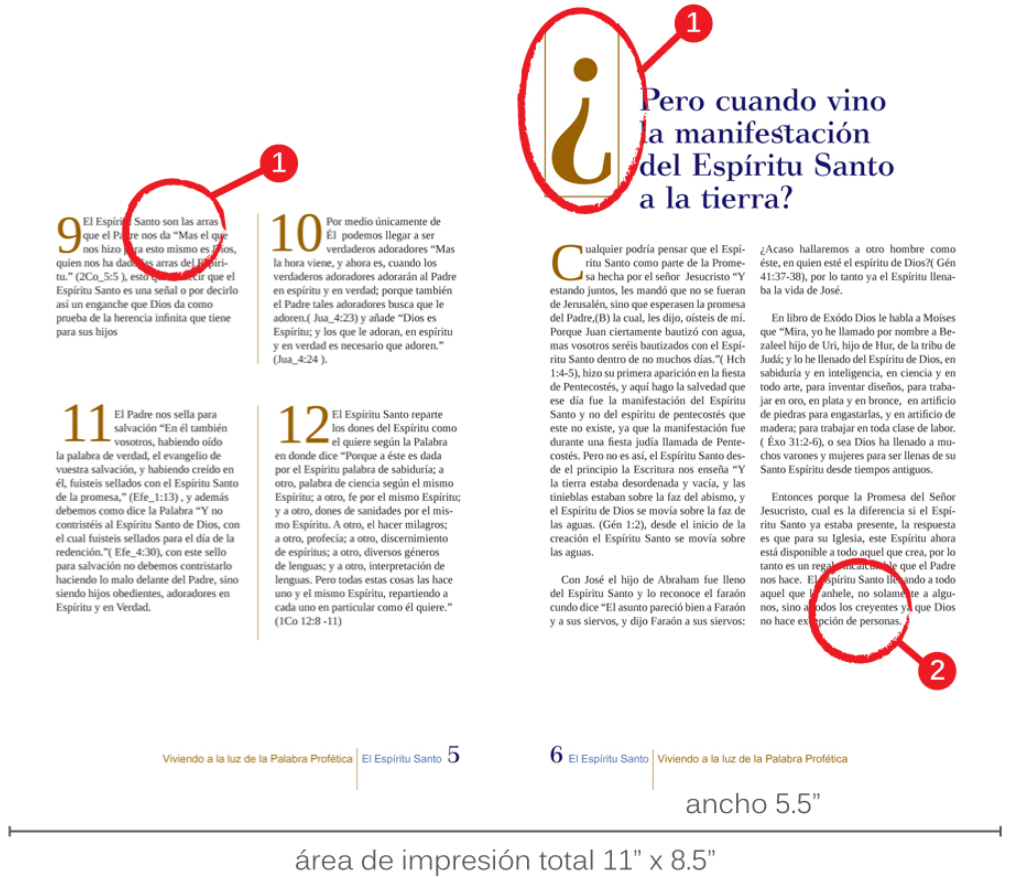 1
9 El Espíritu Santo son las arras
que el Padre nos da “Mas el que
nos hizo para esto mismo es Dios,
quien nos ha dado las arras del Espíri-
tu.” (2Co_5:5 ), esto quiere decir que el
Espíritu Santo es una señal o por decirlo
así un enganche que Dios da como
prueba de la herencia infinita que tiene
para sus hijos
10 Por medio únicamente de
Él podemos llegar a ser
verdaderos adoradores “Mas
la hora viene, y ahora es, cuando los
verdaderos adoradores adorarán al Padre
en espíritu y en verdad; porque también
el Padre tales adoradores busca que le
adoren.( Jua_4:23) y añade “Dios es
Espíritu; y los que le adoran, en espíritu
y en verdad es necesario que adoren.”
(Jua_4:24 ).
11 El Padre nos sella para
salvación “En él también
vosotros, habiendo oído
la palabra de verdad, el evangelio de
vuestra salvación, y habiendo creído en
él, fuisteis sellados con el Espíritu Santo
de la promesa,” (Efe_1:13) , y además
debemos como dice la Palabra “Y no
contristéis al Espíritu Santo de Dios, con
el cual fuisteis sellados para el día de la
redención.”( Efe_4:30), con este sello
para salvación no debemos contristarlo
haciendo lo malo delante del Padre, sino
siendo hijos obedientes, adoradores en
Espíritu y en Verdad.
12 El Espíritu Santo reparte
los dones del Espíritu como
el quiere según la Palabra
en donde dice “Porque a éste es dada
por el Espíritu palabra de sabiduría; a
otro, palabra de ciencia según el mismo
Espíritu; a otro, fe por el mismo Espíritu;
y a otro, dones de sanidades por el mis-
mo Espíritu. A otro, el hacer milagros;
a otro, profecía; a otro, discernimiento
de espíritus; a otro, diversos géneros
de lenguas; y a otro, interpretación de
lenguas. Pero todas estas cosas las hace
uno y el mismo Espíritu, repartiendo a
cada uno en particular como él quiere.”
(1Co 12:8 -11)
Viviendo a la luz de la Palabra Profética El Espíritu Santo 5
1
¿
Pero cuando vino
la manifestación
del Espíritu Santo
a la tierra?
Cualquier podría pensar que el Espí-
ritu Santo como parte de la Prome-
sa hecha por el señor Jesucristo “Y
estando juntos, les mandó que no se fueran
de Jerusalén, sino que esperasen la promesa
del Padre,(B) la cual, les dijo, oísteis de mí.
Porque Juan ciertamente bautizó con agua,
mas vosotros seréis bautizados con el Espí-
ritu Santo dentro de no muchos días.”( Hch
1:4-5), hizo su primera aparición en la fiesta
de Pentecostés, y aquí hago la salvedad que
ese día fue la manifestación del Espíritu
Santo y no del espíritu de pentecostés que
este no existe, ya que la manifestación fue
durante una fiesta judía llamada de Pente-
costés. Pero no es así, el Espíritu Santo des-
de el principio la Escritura nos enseña “Y
la tierra estaba desordenada y vacía, y las
tinieblas estaban sobre la faz del abismo, y
el Espíritu de Dios se movía sobre la faz de
las aguas. (Gén 1:2), desde el inicio de la
creación el Espíritu Santo se movía sobre
las aguas.
Con José el hijo de Abraham fue lleno
del Espíritu Santo y lo reconoce el faraón
cundo dice “El asunto pareció bien a Faraón
y a sus siervos, y dijo Faraón a sus siervos:
¿Acaso hallaremos a otro hombre como
éste, en quien esté el espíritu de Dios?( Gén
41:37-38), por lo tanto ya el Espíritu llena-
ba la vida de José.
En libro de Exódo Dios le habla a Moíses
que “Mira, yo he llamado por nombre a Be-
zaleel hijo de Uri, hijo de Hur, de la tribu de
Judá; y lo he llenado del Espíritu de Dios, en
sabiduría y en inteligencia, en ciencia y en
todo arte, para inventar diseños, para traba-
jar en oro, en plata y en bronce, en artificio
de piedras para engastarlas, y en artificio de
madera; para trabajar en toda clase de labor.
( Éxo 31:2-6), o sea Dios ha llenado a mu-
chos varones y mujeres para ser llenas de su
Santo Espíritu desde tiempos antiguos.
Entonces porque la Promesa del Señor
Jesucristo, cual es la diferencia si el Espí-
ritu Santo ya estaba presente, la respuesta
es que para su Iglesia, este Espíritu ahora
está disponible a todo aquel que crea, por lo
tanto es un regalo incalculable que el Padre
nos hace. El Espíritu Santo llenando a todo
aquel que lo anhele, no solamente a algu-
nos, sino a todos los creyentes ya que Dios
no hace excepción de personas.
2
6 El Espíritu Santo Viviendo a la luz de la Palabra Profética
ancho 5.5”
área de impresión total 11” x 8.5”